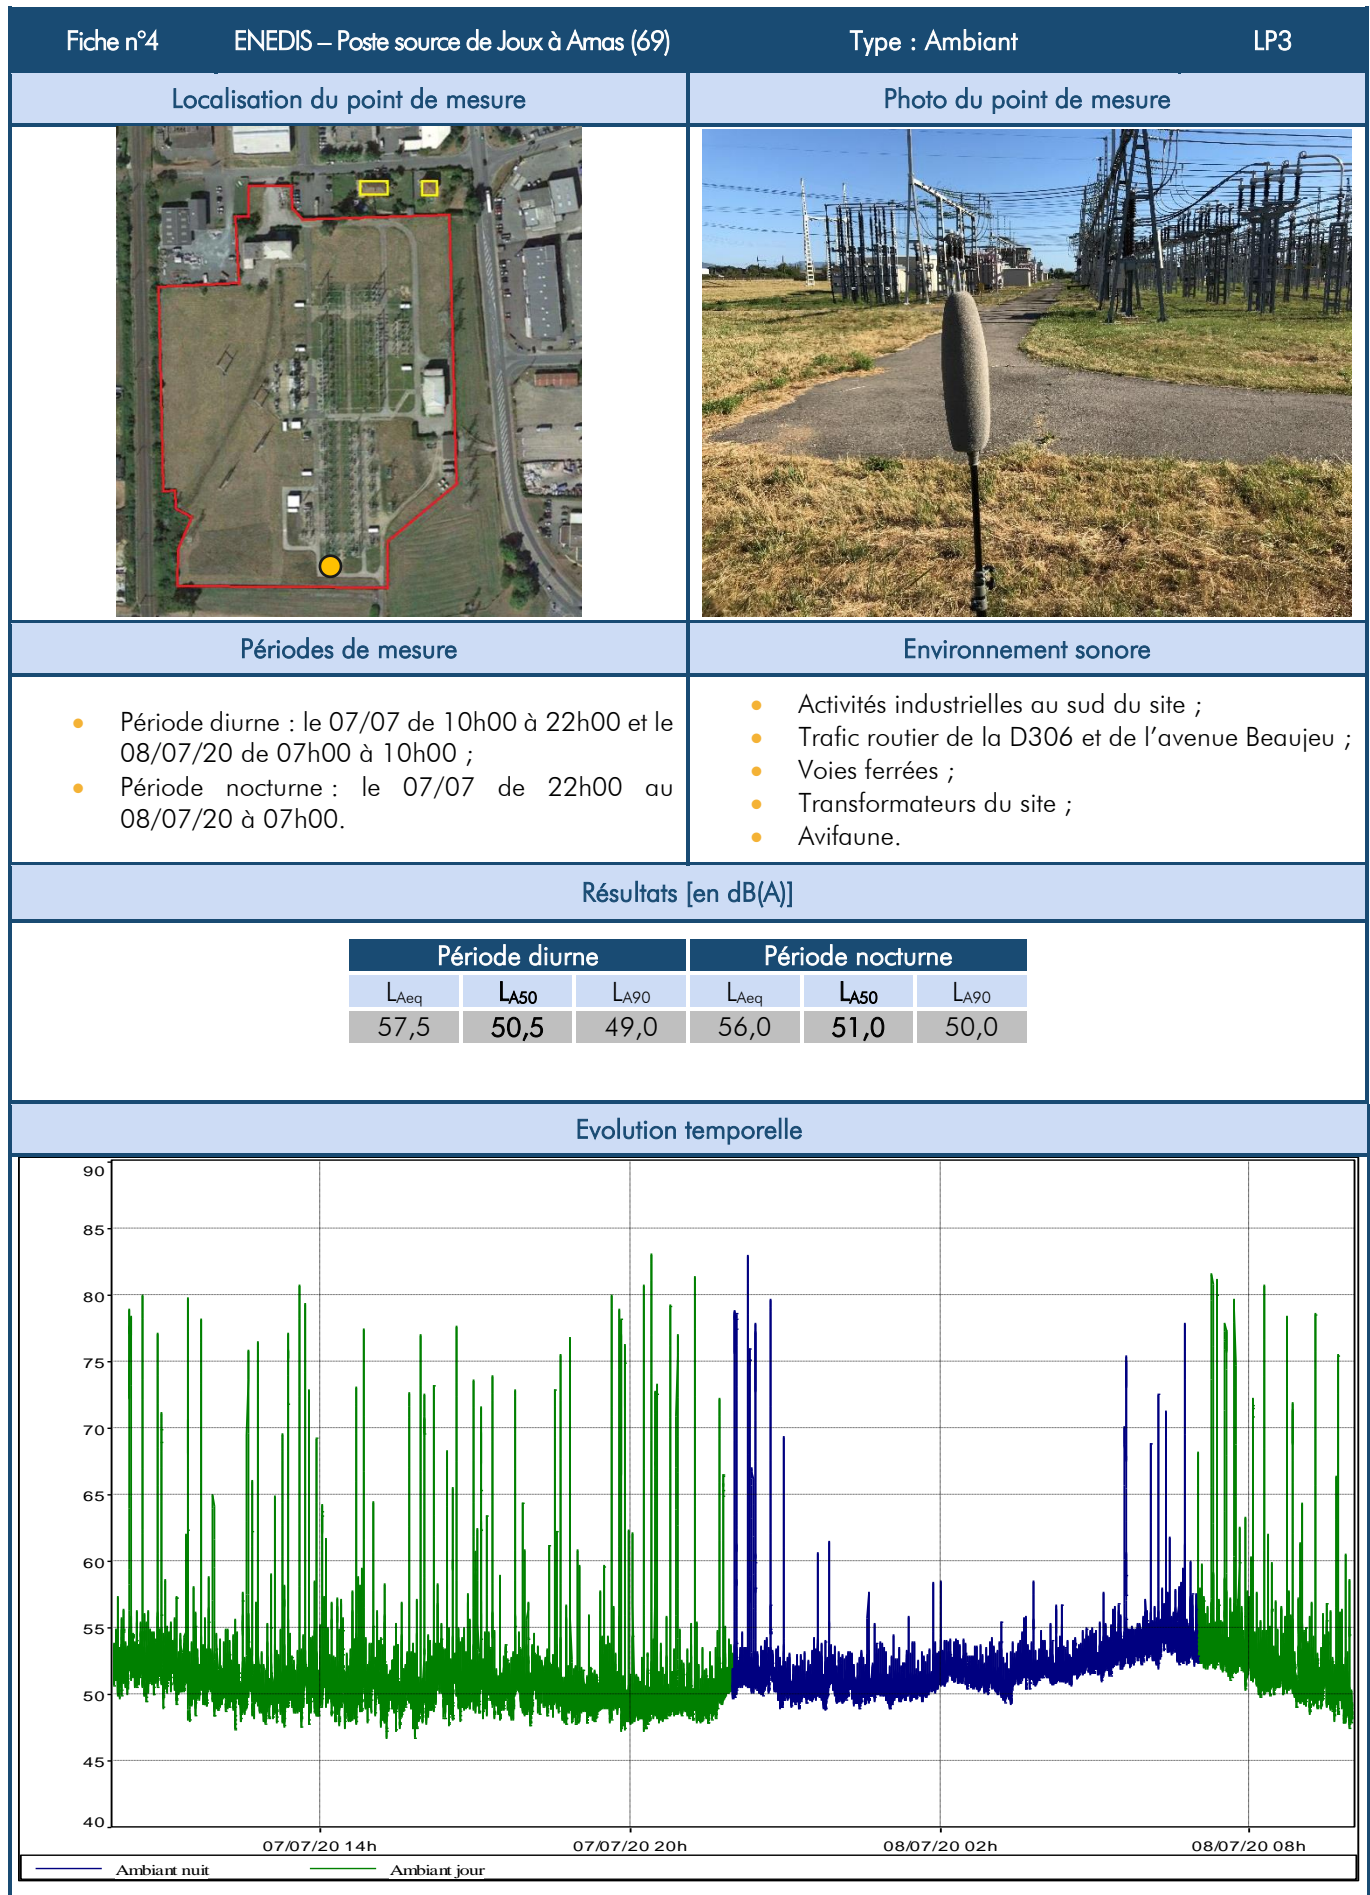 Fiche n°4 ENEDIS – Poste source de Joux à Arnas (69) Type : Ambiant LP3
Localisation du point de mesure
Photo du point de mesure
Périodes de mesure
Environnement sonore
• Période diurne : le 07/07 de 10h00 à 22h00 et le
08/07/20 de 07h00 à 10h00 ;
• Période nocturne : le 07/07 de 22h00 au
08/07/20 à 07h00.
• Activités industrielles au sud du site ;
• Trafic routier de la D306 et de l'avenue Beaujeu ;
• Voies ferrées ;
• Transformateurs du site ;
• Avifaune.
Résultats [en dB(A)]
Période diurne Période nocturne
LAeq LA50 LA90 LAeq LA50 LA90
57,5 50,5 49,0 56,0 51,0 50,0
Evolution temporelle
90
85
80
75
70
65
60
55
50
45
40
07/07/20 14h 07/07/20 20h 08/07/20 02h 08/07/20 08h
Ambiant nuit Ambiant jour